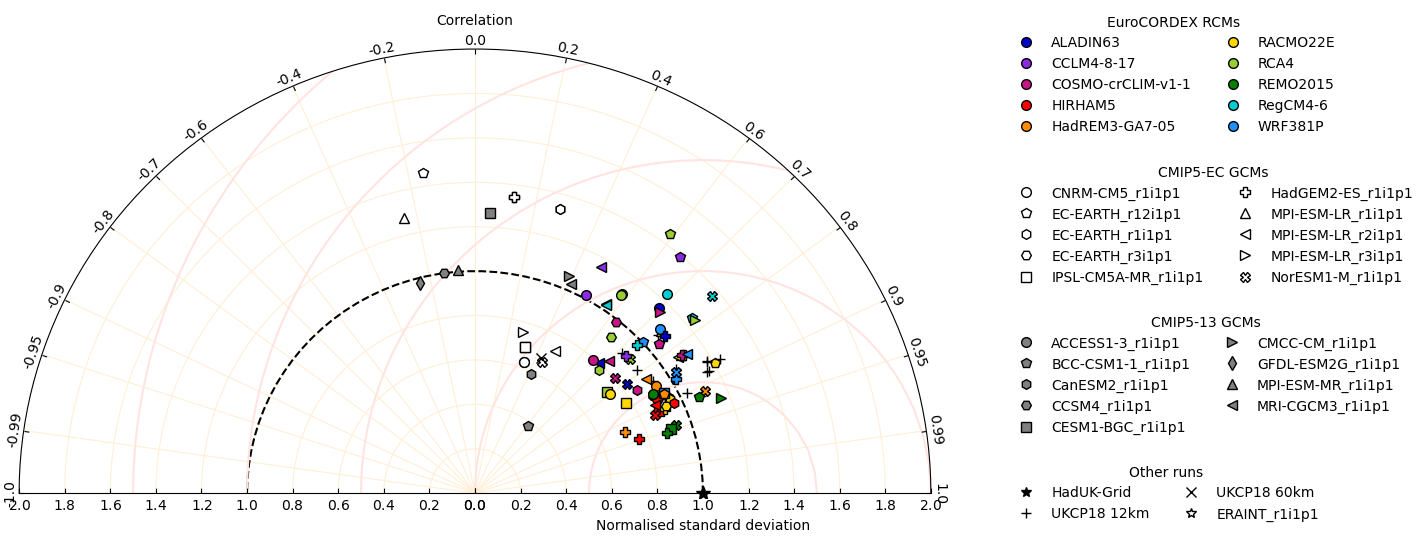 Correlation
0.0
-0.2
0.2
-0.4
0.4
-0.6
0.6
-0.7
0.7
-0.8
0.8
-0.9
0.9
-0.95
0.95
-0.99
0.99
-1.0
1.0
2.0 1.8 1.6 1.4 1.2 1.0 0.8 0.6 0.4 0.2 0.0 0.2 0.4 0.6 0.8 1.0 1.2 1.4 1.6 1.8 2.0
Normalised standard deviation
EuroCORDEX RCMs
ALADIN63 RACMO22E
CCLM4-8-17 RCA4
COSMO-crCLIM-v1-1 REMO2015
HIRHAM5 RegCM4-6
HadREM3-GA7-05 WRF381P
CMIP5-EC GCMs
CNRM-CM5_r1i1p1 HadGEM2-ES_r1i1p1
EC-EARTH_r12i1p1 MPI-ESM-LR_r1i1p1
EC-EARTH_r1i1p1 MPI-ESM-LR_r2i1p1
EC-EARTH_r3i1p1 MPI-ESM-LR_r3i1p1
IPSL-CM5A-MR_r1i1p1 NorESM1-M_r1i1p1
CMIP5-13 GCMs
ACCESS1-3_r1i1p1 CMCC-CM_r1i1p1
BCC-CSM1-1_r1i1p1 GFDL-ESM2G_r1i1p1
CanESM2_r1i1p1 MPI-ESM-MR_r1i1p1
CCSM4_r1i1p1 MRI-CGCM3_r1i1p1
CESM1-BGC_r1i1p1
Other runs
HadUK-Grid UKCP18 60km
UKCP18 12km ERAINT_r1i1p1